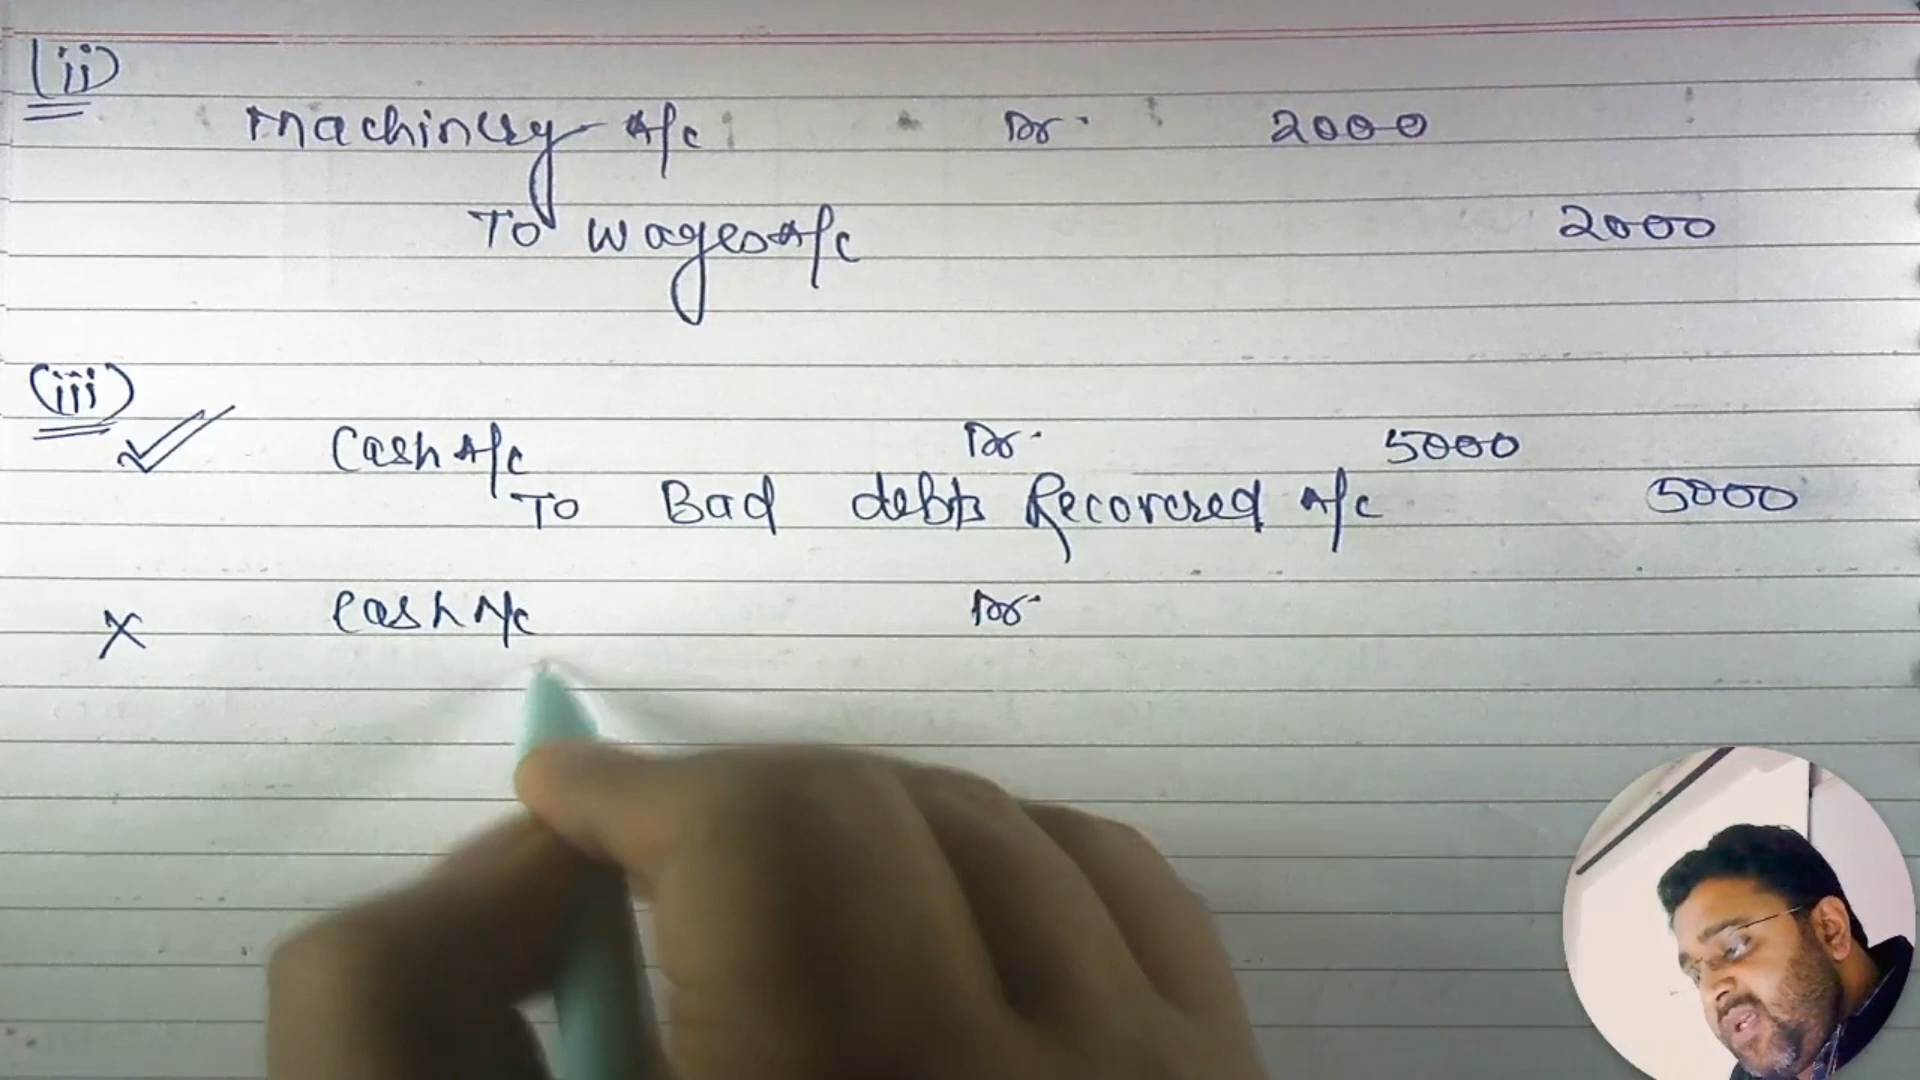 (ii)
Machinery A/c Dr. 2000
To Wages A/c 2000
(iii)
Cash A/c Dr. 5000
To Bad debts Recovered A/c 5000
X Cash A/c Dr.